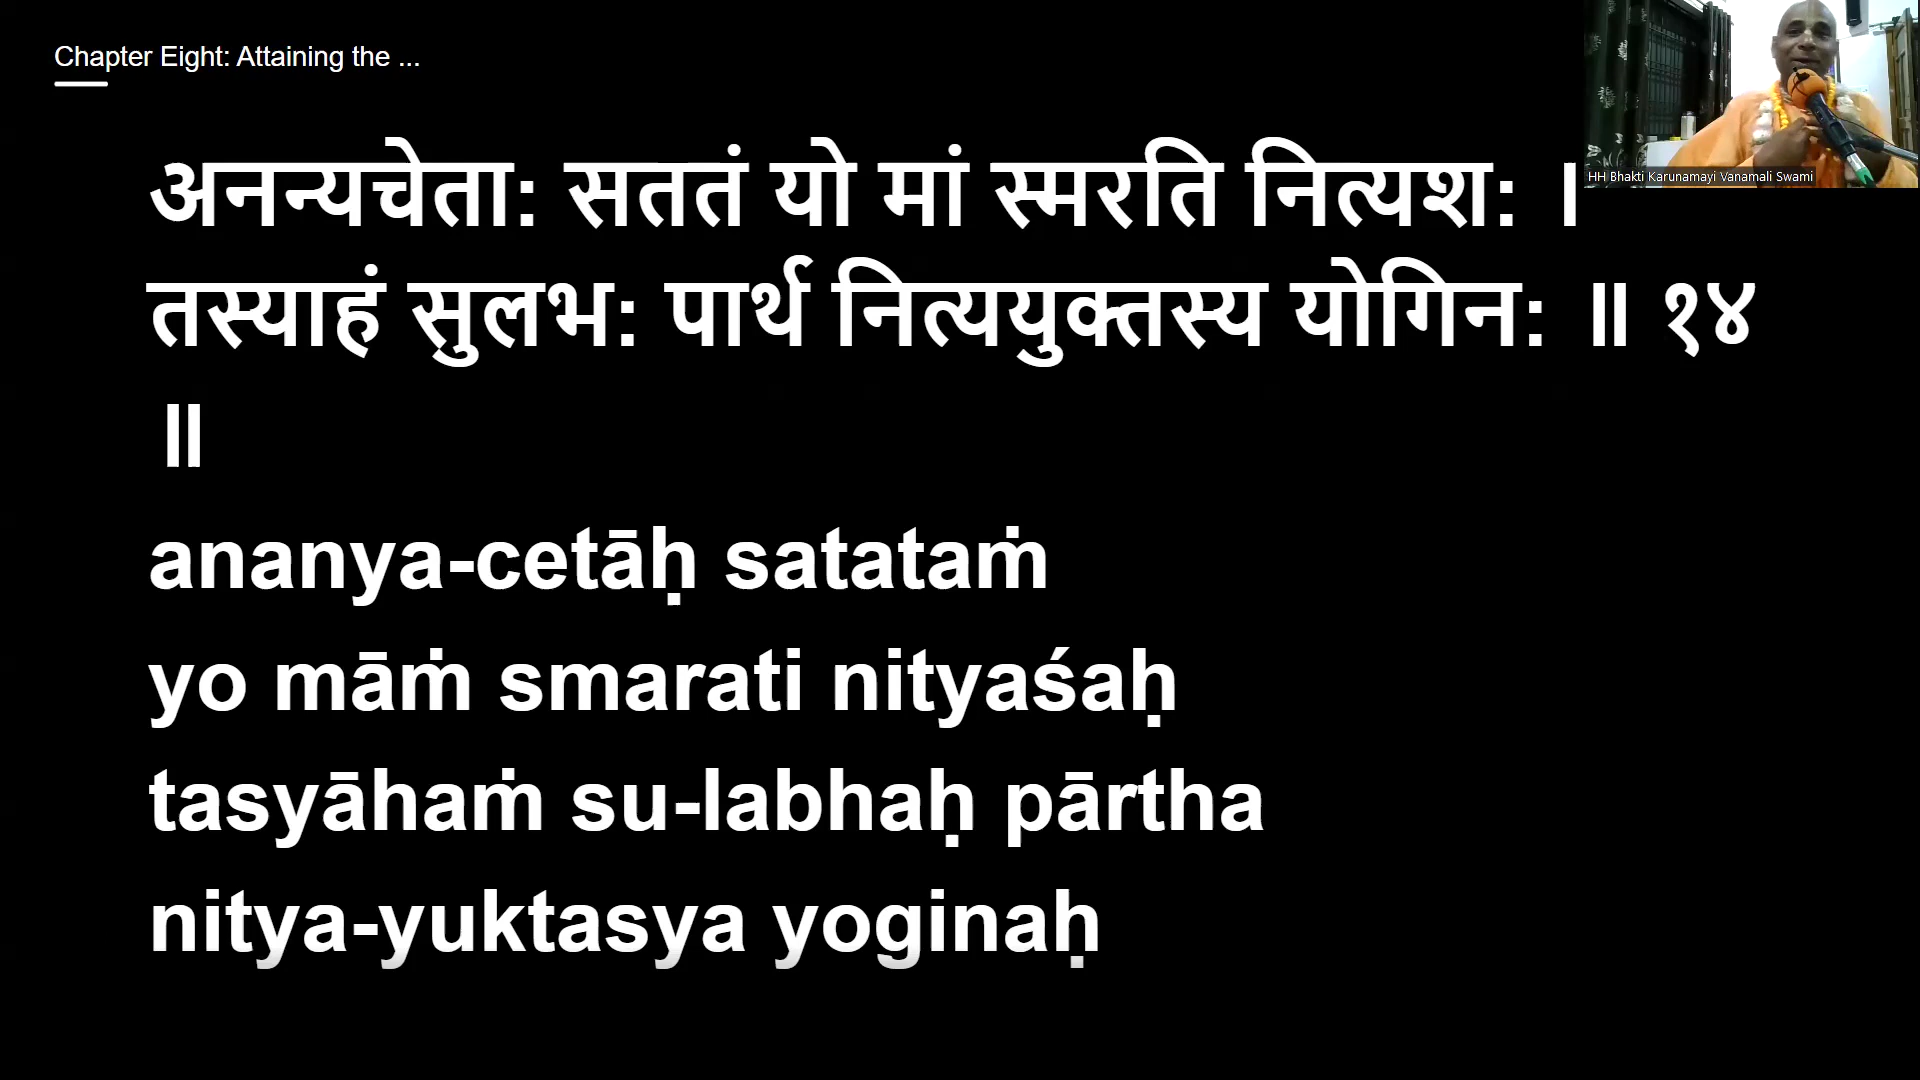 Chapter Eight: Attaining the ...
HH Bhakti Karunamayi Vanamali Swami
अनन्यचेता: सततं यो मां स्मरति नित्यश: ।
तस्याहं सुलभ: पार्थ नित्ययुक्तस्य योगिन: ॥ १४
॥
ananya-cetāḥ satataṁ
yo māṁ smarati nityaśaḥ
tasyāhaṁ su-labhaḥ pārtha
nitya-yuktasya yoginaḥ